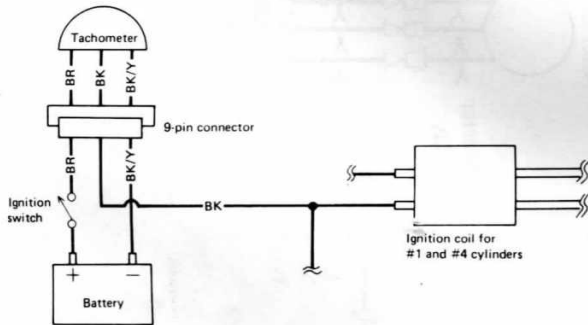 Tachometer
BR
BK
BK/Y
9-pin connector
BR
BK/Y
Ignition
switch
BK
+
−
Battery
Ignition coil for
#1 and #4 cylinders